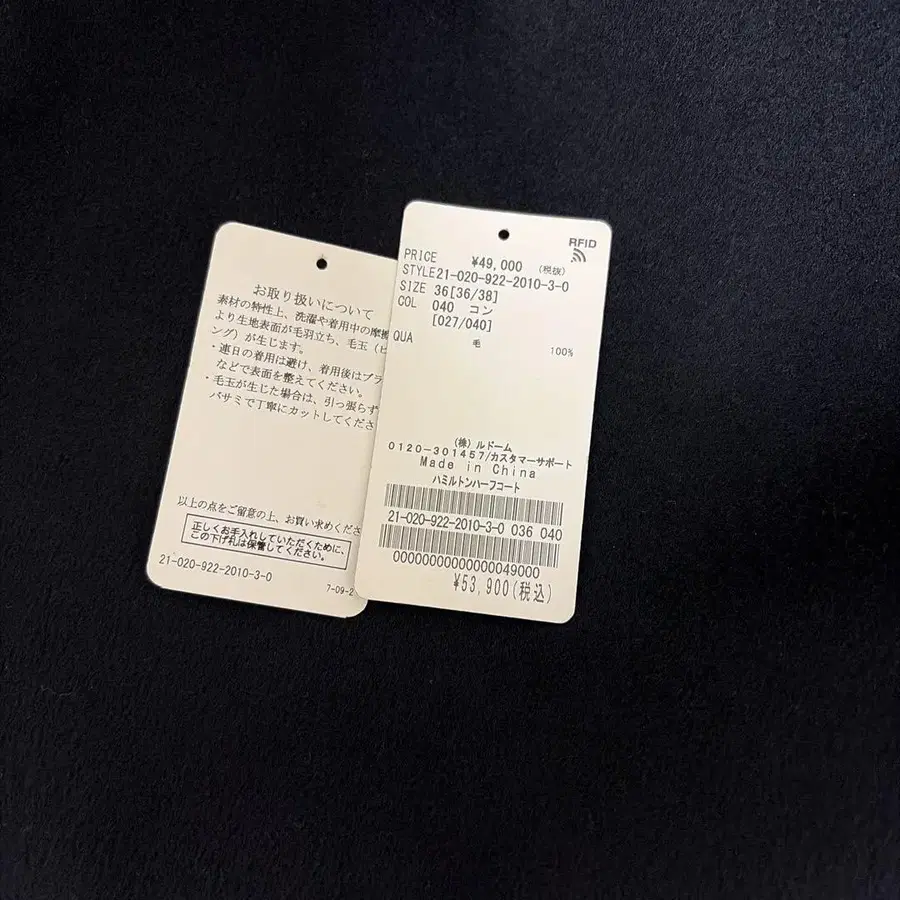 お取り扱いについて
素材の特性上、洗濯や着用中の摩擦
より生地表面が毛羽立ち、毛玉（ピ
ング）が生じます。
・連日の着用は避け、着用後はブラ
などで表面を整えてください。
・毛玉が生じた場合は、引っ張らず
バサミで丁寧にカットしてくださ
以上の点をご留意の上、お買い求めくださ
正しくお手入れしていただくために、
この下げ札は保管してください。
21-020-922-2010-3-0
7-09-2
RFID
PRICE ¥49,000 (税抜)
STYLE21-020-922-2010-3-0
SIZE 36[36/38]
COL 040 コン
[027/040]
QUA 毛 100%
(株)ルドーム
0120-301457/カスタマーサポート
Made in China
ハミルトンハーフコート
21-020-922-2010-3-0 036 040
00000000000000049000
¥53,900(税込)